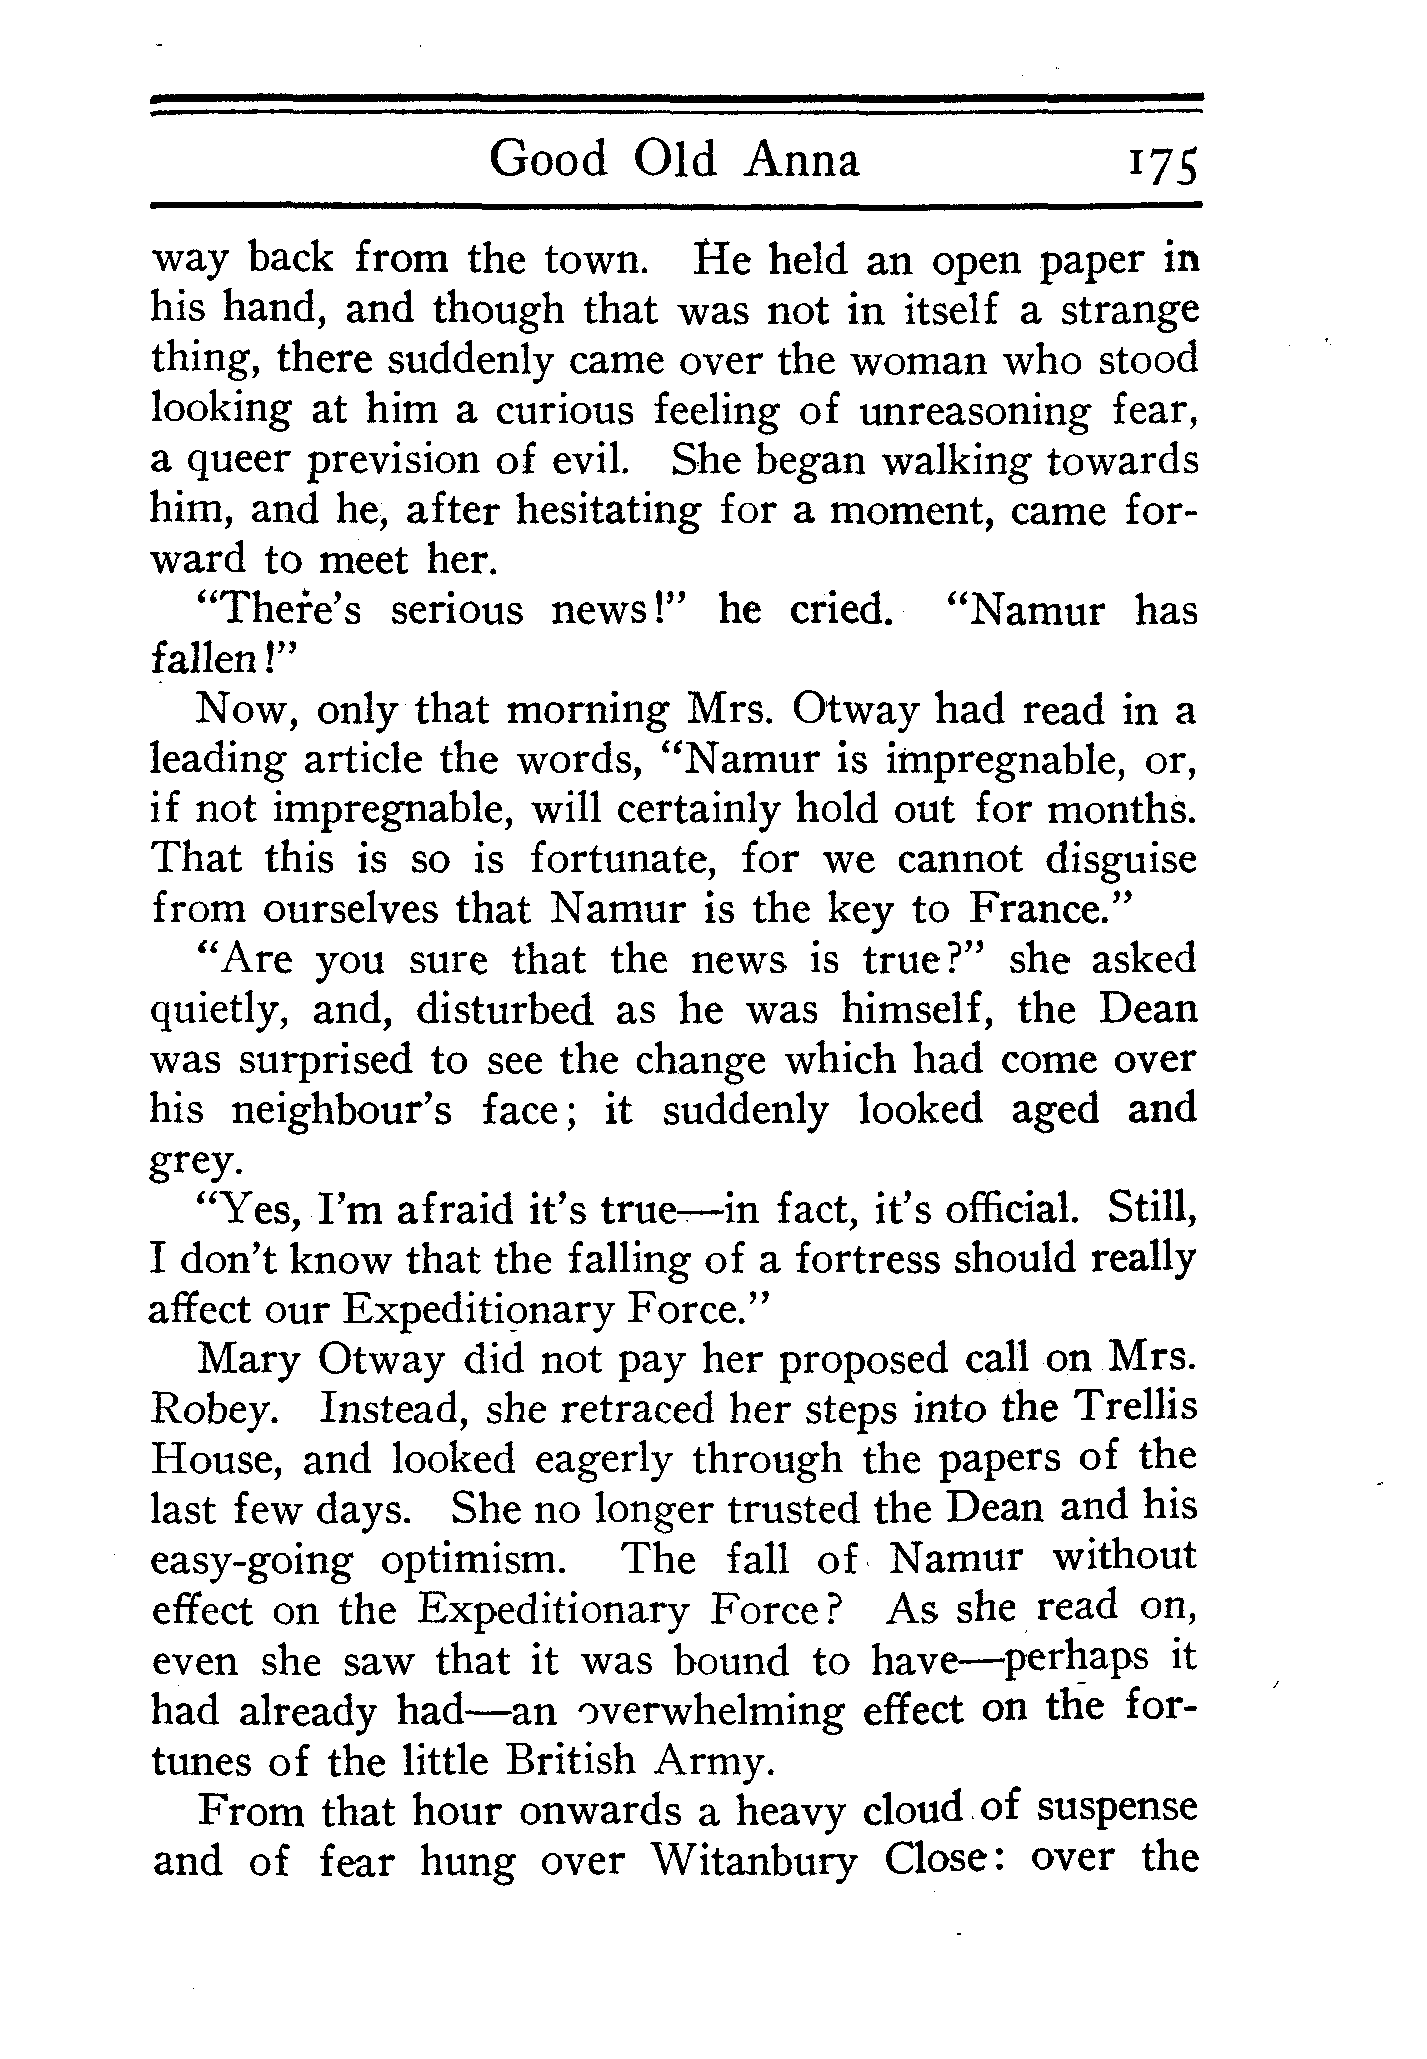 Good Old Anna 175
way back from the town. He held an open paper in
his hand, and though that was not in itself a strange
thing, there suddenly came over the woman who stood
looking at him a curious feeling of unreasoning fear,
a queer prevision of evil. She began walking towards
him, and he, after hesitating for a moment, came for-
ward to meet her.
"There's serious news!" he cried. "Namur has
fallen!"
Now, only that morning Mrs. Otway had read in a
leading article the words, "Namur is impregnable, or,
if not impregnable, will certainly hold out for months.
That this is so is fortunate, for we cannot disguise
from ourselves that Namur is the key to France."
"Are you sure that the news is true?" she asked
quietly, and, disturbed as he was himself, the Dean
was surprised to see the change which had come over
his neighbour's face; it suddenly looked aged and
grey.
"Yes, I'm afraid it's true—in fact, it's official. Still,
I don't know that the falling of a fortress should really
affect our Expeditionary Force."
Mary Otway did not pay her proposed call on Mrs.
Robey. Instead, she retraced her steps into the Trellis
House, and looked eagerly through the papers of the
last few days. She no longer trusted the Dean and his
easy-going optimism. The fall of Namur without
effect on the Expeditionary Force? As she read on,
even she saw that it was bound to have—perhaps it
had already had—an overwhelming effect on the for-
tunes of the little British Army.
From that hour onwards a heavy cloud of suspense
and of fear hung over Witanbury Close: over the